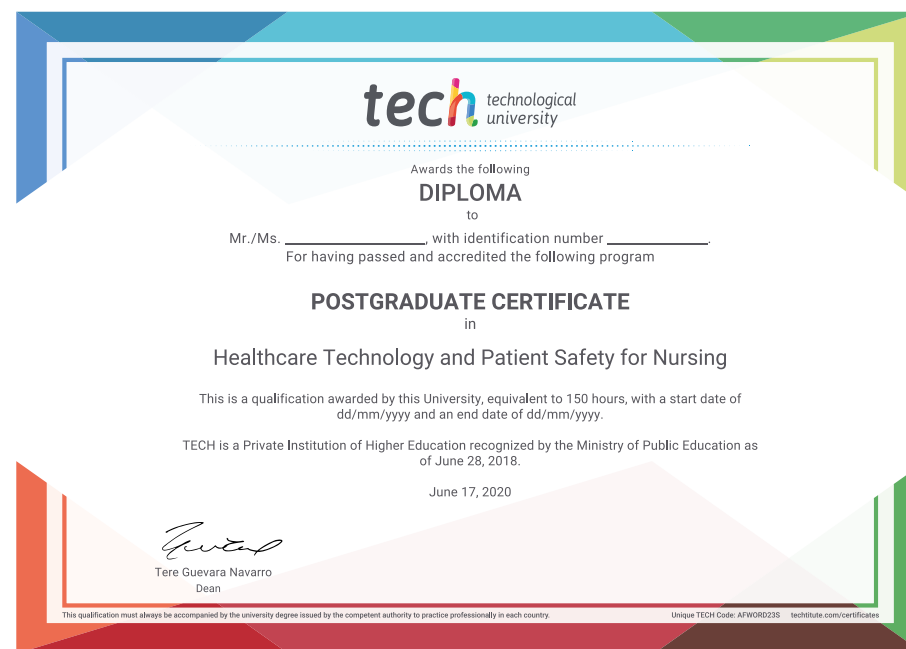 tech technological
university
Awards the following
DIPLOMA
to
Mr./Ms. ____________________, with identification number ______________.
For having passed and accredited the following program
POSTGRADUATE CERTIFICATE
in
Healthcare Technology and Patient Safety for Nursing
This is a qualification awarded by this University, equivalent to 150 hours, with a start date of
dd/mm/yyyy and an end date of dd/mm/yyyy.
TECH is a Private Institution of Higher Education recognized by the Ministry of Public Education as
of June 28, 2018.
June 17, 2020
Tere Guevara Navarro
Dean
This qualification must always be accompanied by the university degree issued by the competent authority to practice professionally in each country.
Unique TECH Code: AFWORD23S techtitute.com/certificates